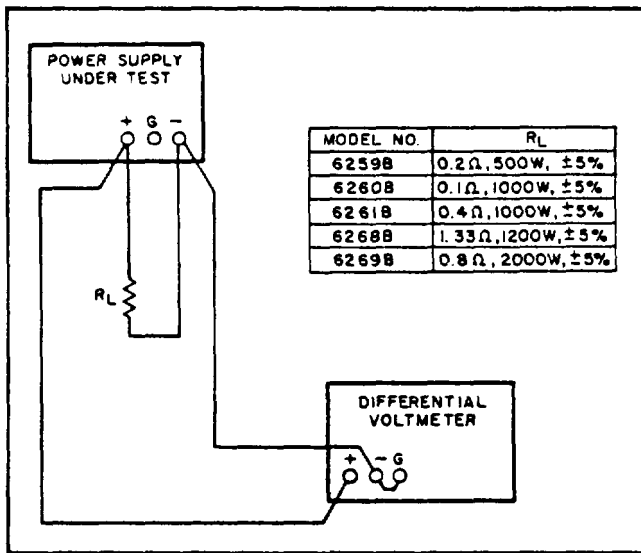 POWER SUPPLY
UNDER TEST
+ G -
MODEL NO. RL
6259B 0.2Ω, 500W, ±5%
6260B 0.1Ω, 1000W, ±5%
6261B 0.4Ω, 1000W, ±5%
6268B 1.33Ω, 1200W, ±5%
6269B 0.8Ω, 2000W, ±5%
RL
DIFFERENTIAL
VOLTMETER
+ - G